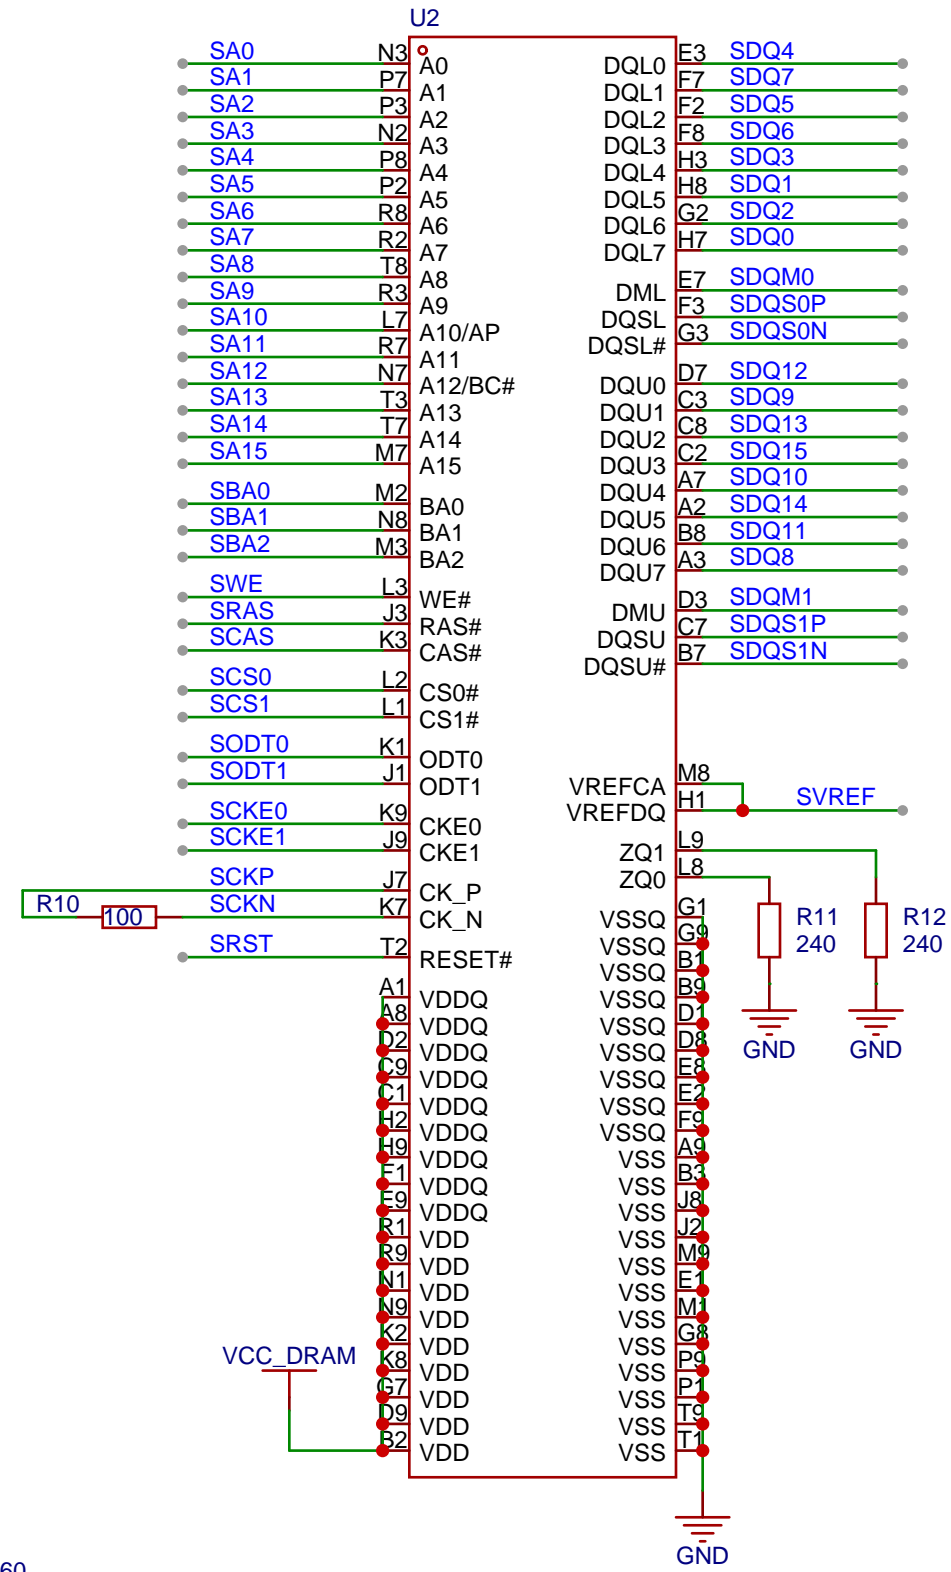 U2
SA0 N3 A0 DQL0 E3 SDQ4
SA1 P7 A1 DQL1 F7 SDQ7
SA2 P3 A2 DQL2 F2 SDQ5
SA3 N2 A3 DQL3 F8 SDQ6
SA4 P8 A4 DQL4 H3 SDQ3
SA5 P2 A5 DQL5 H8 SDQ1
SA6 R8 A6 DQL6 G2 SDQ2
SA7 R2 A7 DQL7 H7 SDQ0
SA8 T8 A8 DML E7 SDQM0
SA9 R3 A9 DQSL F3 SDQS0P
SA10 L7 A10/AP DQSL# G3 SDQS0N
SA11 R7 A11
SA12 N7 A12/BC# DQU0 D7 SDQ12
SA13 T3 A13 DQU1 C3 SDQ9
SA14 T7 A14 DQU2 C8 SDQ13
SA15 M7 A15 DQU3 C2 SDQ15
SBA0 M2 BA0 DQU4 A7 SDQ10
SBA1 N8 BA1 DQU5 A2 SDQ14
SBA2 M3 BA2 DQU6 B8 SDQ11
DQU7 A3 SDQ8
SWE L3 WE# DMU D3 SDQM1
SRAS J3 RAS# DQSU C7 SDQS1P
SCAS K3 CAS# DQSU# B7 SDQS1N
SCS0 L2 CS0#
SCS1 L1 CS1#
SODT0 K1 ODT0
SODT1 J1 ODT1 VREFCA M8
SCKE0 K9 CKE0 VREFDQ H1 SVREF
SCKE1 J9 CKE1 ZQ1 L9
SCKP J7 CK_P ZQ0 L8
R10 100 SCKN K7 CK_N VSSQ G1 R11 240 R12 240
VSSQ G9
SRST T2 RESET# VSSQ B1
A1 VDDQ VSSQ B9
A8 VDDQ VSSQ D1
D2 VDDQ VSSQ D8 GND GND
C9 VDDQ VSSQ E8
C1 VDDQ VSSQ E2
H2 VDDQ VSSQ F9
H9 VDDQ VSS A9
F1 VDDQ VSS B3
E9 VDDQ VSS J8
R1 VDD VSS J2
R9 VDD VSS M9
N1 VDD VSS E1
N9 VDD VSS M1
K2 VDD VSS G8
VCC_DRAM K8 VDD VSS P9
G7 VDD VSS P1
D9 VDD VSS T9
B2 VDD VSS T1
GND
60